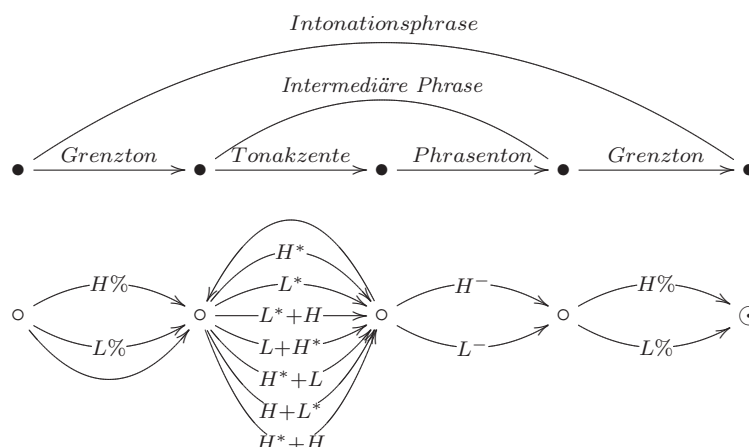 Intonationsphrase
Intermediäre Phrase
Grenzton Tonakzente Phrasenton Grenzton
H*
H% L* H− H%
L*+H
L% L+H* L− L%
H*+L
H+L*
H*+H